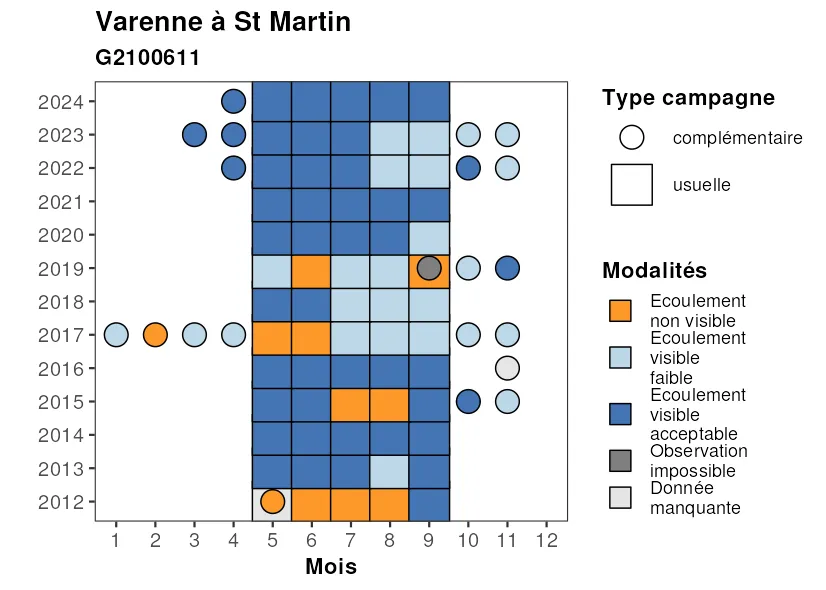 Varenne à St Martin
G2100611
2024
2023
2022
2021
2020
2019
2018
2017
2016
2015
2014
2013
2012
1 2 3 4 5 6 7 8 9 10 11 12
Mois
Type campagne
complémentaire
usuelle
Modalités
Ecoulement
non visible
Ecoulement
visible
faible
Ecoulement
visible
acceptable
Observation
impossible
Donnée
manquante